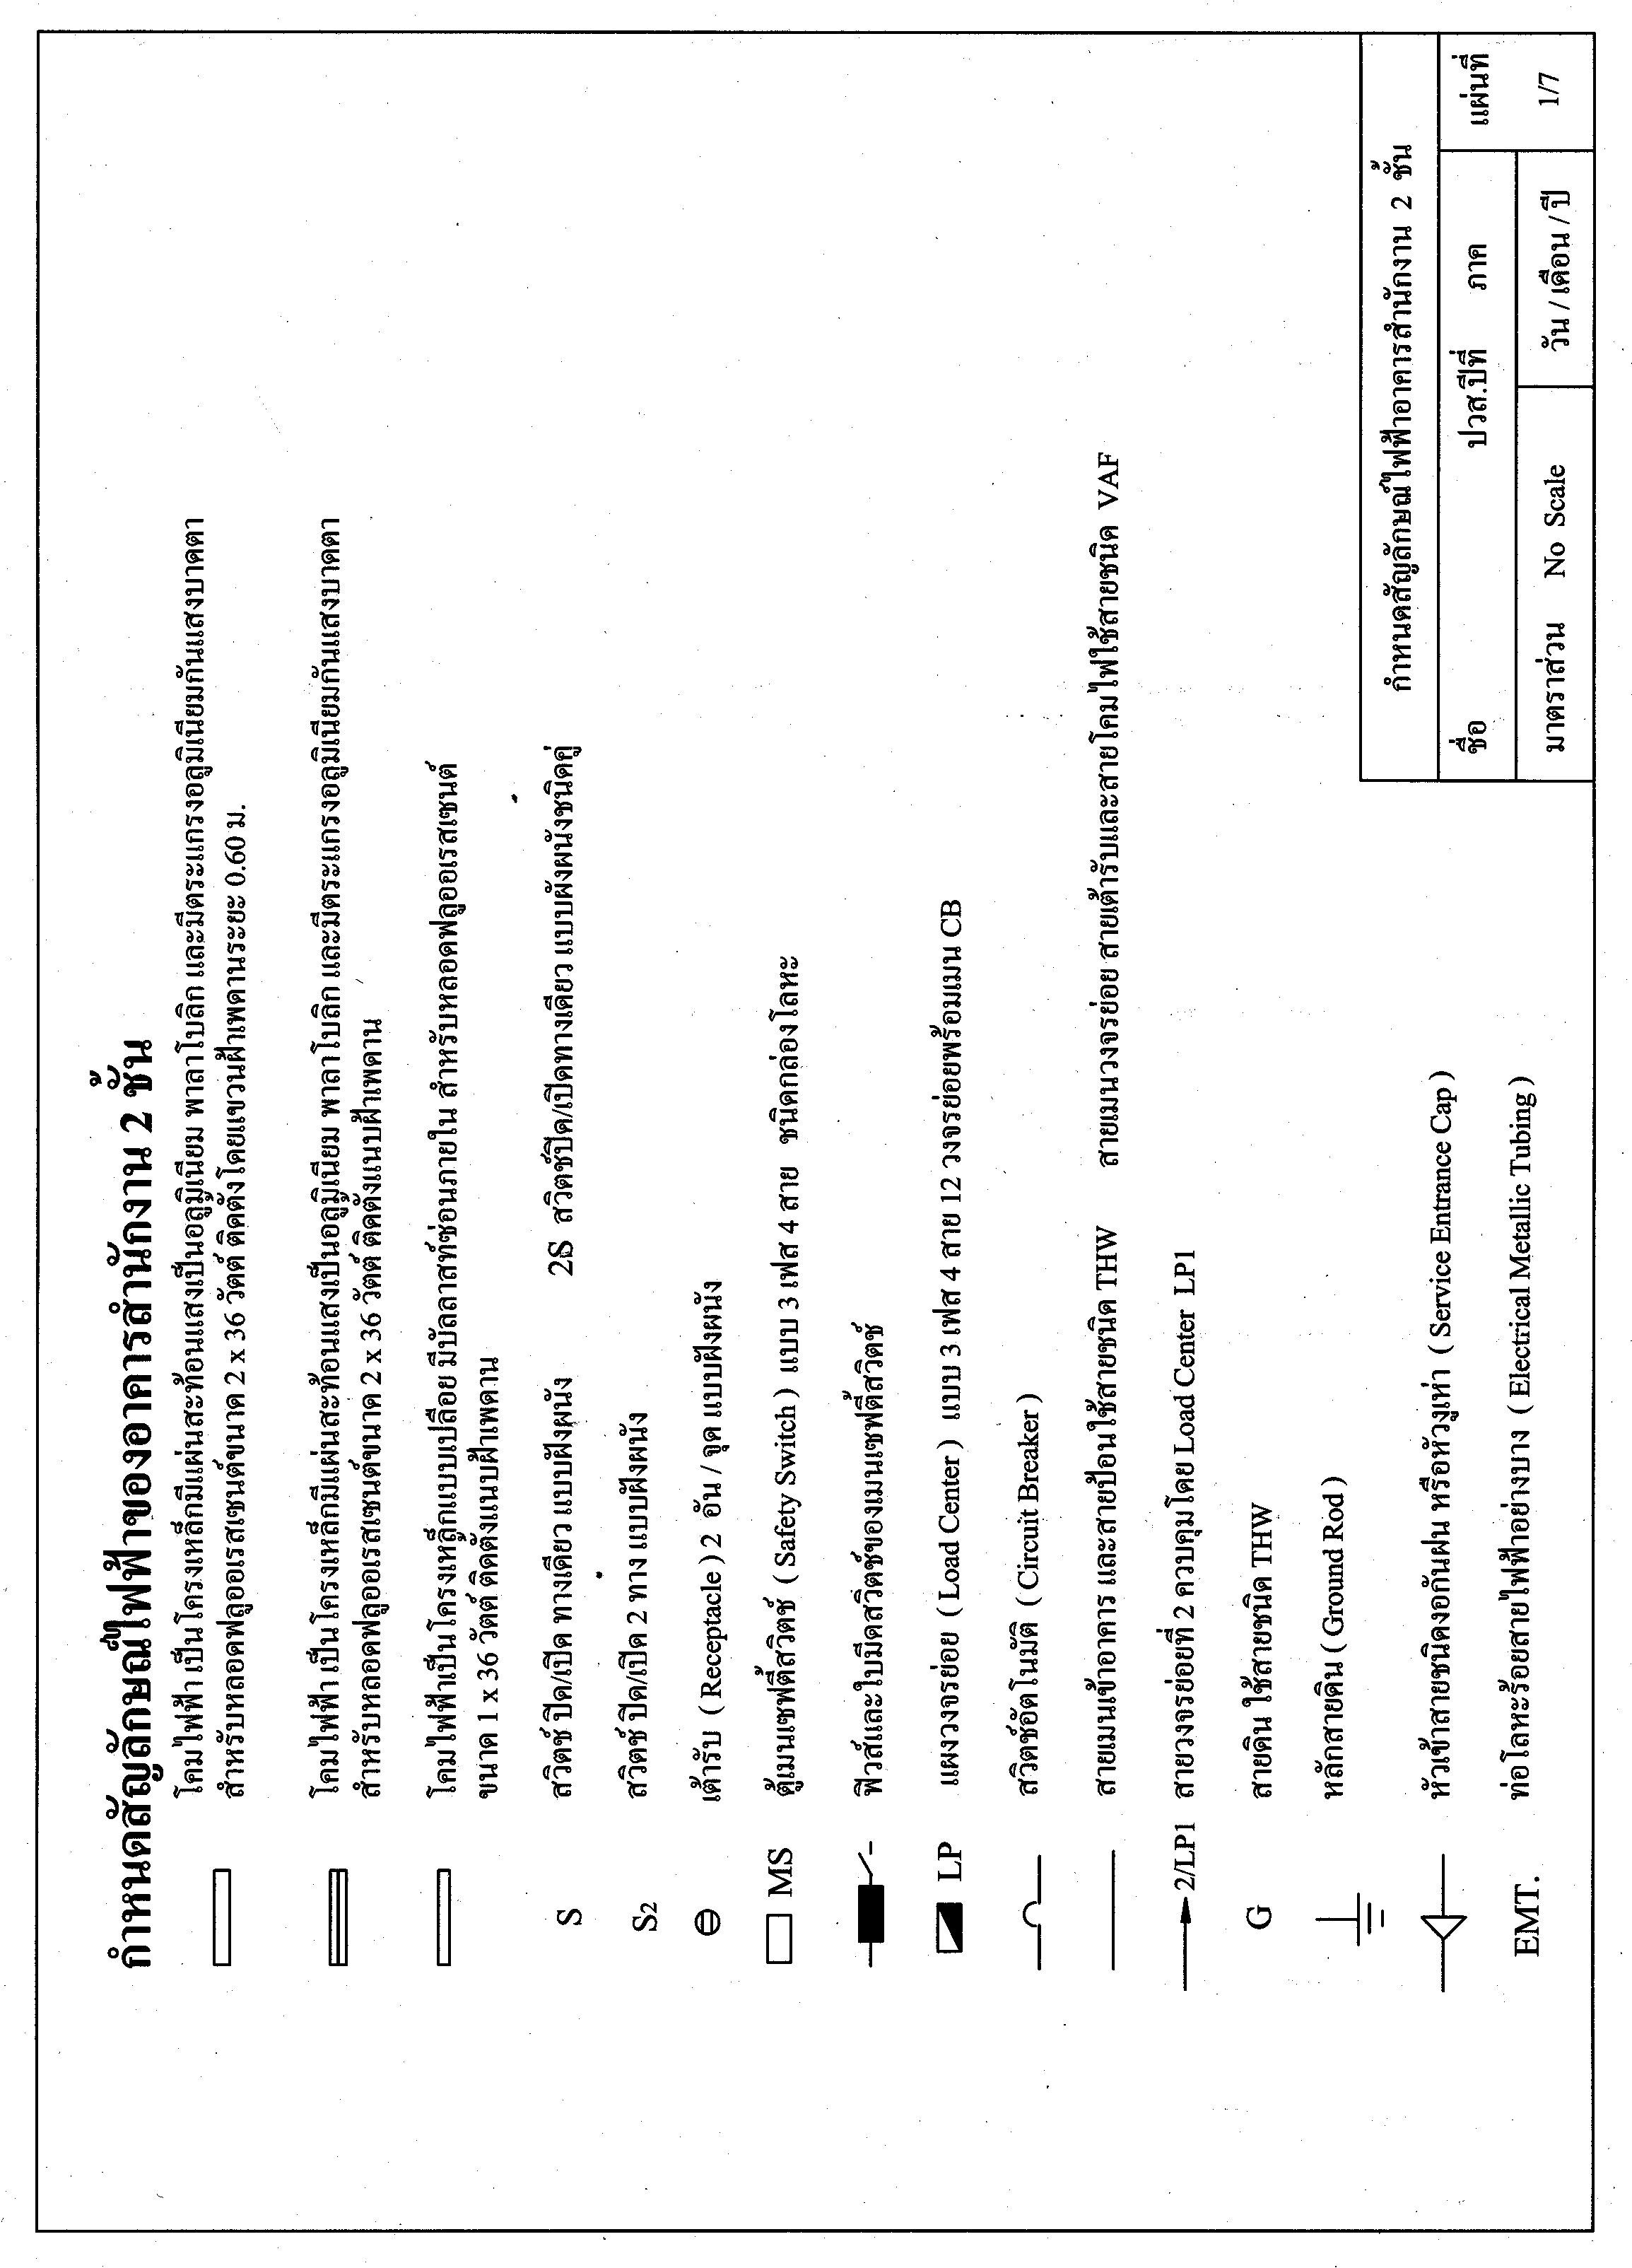 กำหนดสัญลักษณ์ไฟฟ้าของอาคารสำนักงาน 2 ชั้น
โคมไฟฟ้า เป็นโครงเหล็กมีแผ่นสะท้อนแสงเป็นอลูมิเนียม พาลาโบลิก และมีตระแกรงอลูมิเนียมกันแสงบาดตา
สำหรับหลอดฟลูออเรสเซนต์ขนาด 2 x 36 วัตต์ ติดตั้งโดยแขวนฝ้าเพดานระยะ 0.60 ม.
โคมไฟฟ้า เป็นโครงเหล็กมีแผ่นสะท้อนแสงเป็นอลูมิเนียม พาลาโบลิก และมีตระแกรงอลูมิเนียมกันแสงบาดตา
สำหรับหลอดฟลูออเรสเซนต์ขนาด 2 x 36 วัตต์ ติดตั้งแนบฝ้าเพดาน
โคมไฟฟ้าเป็นโครงเหล็กแบบเปลือย มีบัลลาสท์ซ่อนภายใน สำหรับหลอดฟลูออเรสเซนต์
ขนาด 1 x 36 วัตต์ ติดตั้งแนบฝ้าเพดาน
S สวิตช์ ปิด/เปิด ทางเดียว แบบฝังผนัง 2S สวิตช์ปิด/เปิดทางเดียว แบบฝังผนังชนิดคู่
S2 สวิตช์ ปิด/เปิด 2 ทาง แบบฝังผนัง
เต้ารับ ( Receptacle ) 2 อัน / จุด แบบฝังผนัง
MS ตู้เมนเซฟตี้สวิตช์ ( Safety Switch ) แบบ 3 เฟส 4 สาย ชนิดกล่องโลหะ
ฟิวส์และใบมีดสวิตช์ของเมนเซฟตี้สวิตช์
LP แผงวงจรย่อย ( Load Center ) แบบ 3 เฟส 4 สาย 12 วงจรย่อยพร้อมเมน CB
สวิตช์อัตโนมัติ ( Circuit Breaker )
สายเมนเข้าอาคาร และสายป้อนใช้สายชนิด THW สายเมนวงจรย่อย สายเต้ารับและสายโคมไฟใช้สายชนิด VAF
2/LP1 สายวงจรย่อยที่ 2 ควบคุมโดย Load Center LP1
G สายดิน ใช้สายชนิด THW
หลักสายดิน ( Ground Rod )
หัวเข้าสายชนิดงอกันฝน หรือหัวงูเห่า ( Service Entrance Cap )
EMT. ท่อโลหะร้อยสายไฟฟ้าอย่างบาง ( Electrical Metallic Tubing )
กำหนดสัญลักษณ์ไฟฟ้าอาคารสำนักงาน 2 ชั้น
ชื่อ ปวส.ปีที่ ภาค แผ่นที่
มาตราส่วน No Scale วัน / เดือน / ปี 1/7